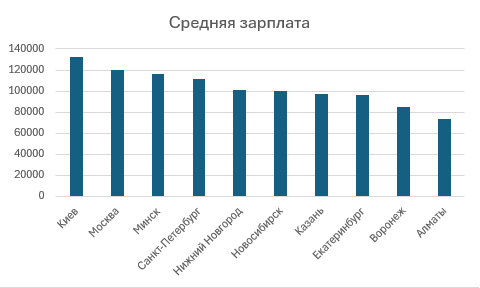 Средняя зарплата
140000
120000
100000
80000
60000
40000
20000
0
Киев
Москва
Минск
Санкт-Петербург
Нижний Новгород
Новосибирск
Казань
Екатеринбург
Воронеж
Алматы